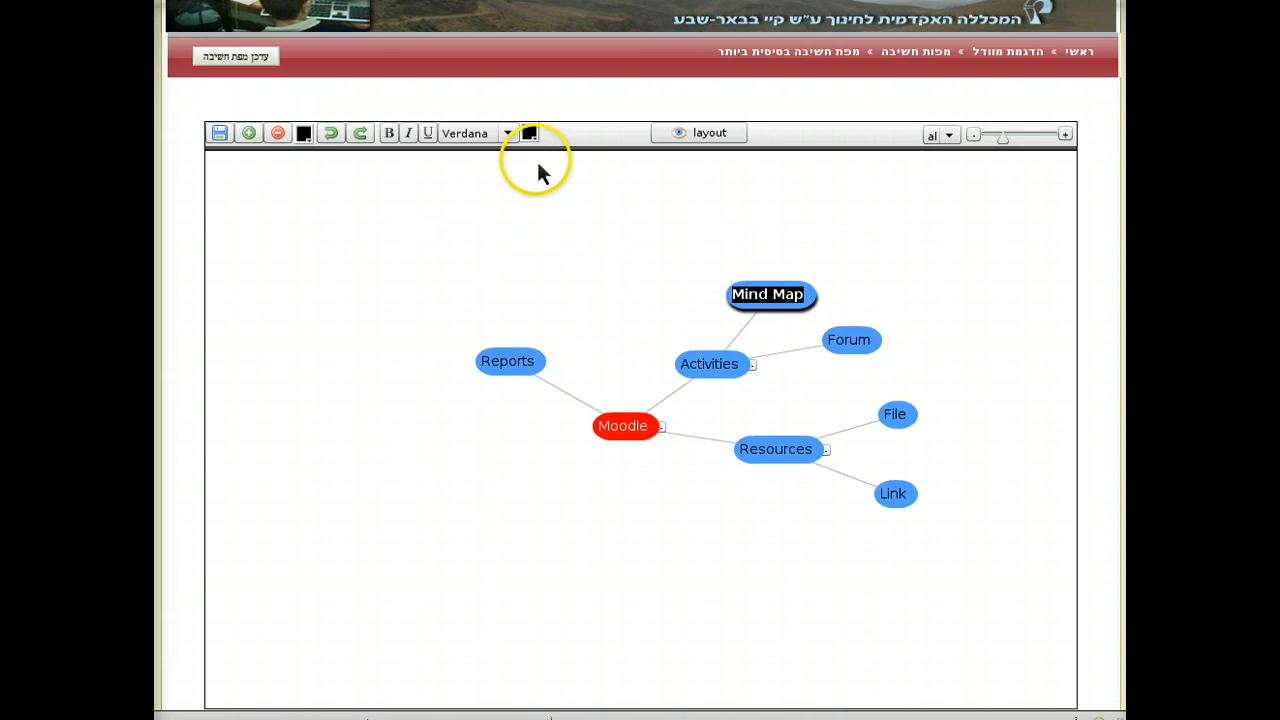 המכללה האקדמית לחינוך ע"ש קיי בבאר-שבע
ראשי » הדגמת מוודל » מפות חשיבה » מפת חשיבה בסיסית ביותר
עדכן מפת חשיבה
B I U Verdana layout al - +
Mind Map
Forum
Reports
Activities
File
Moodle
Resources
Link